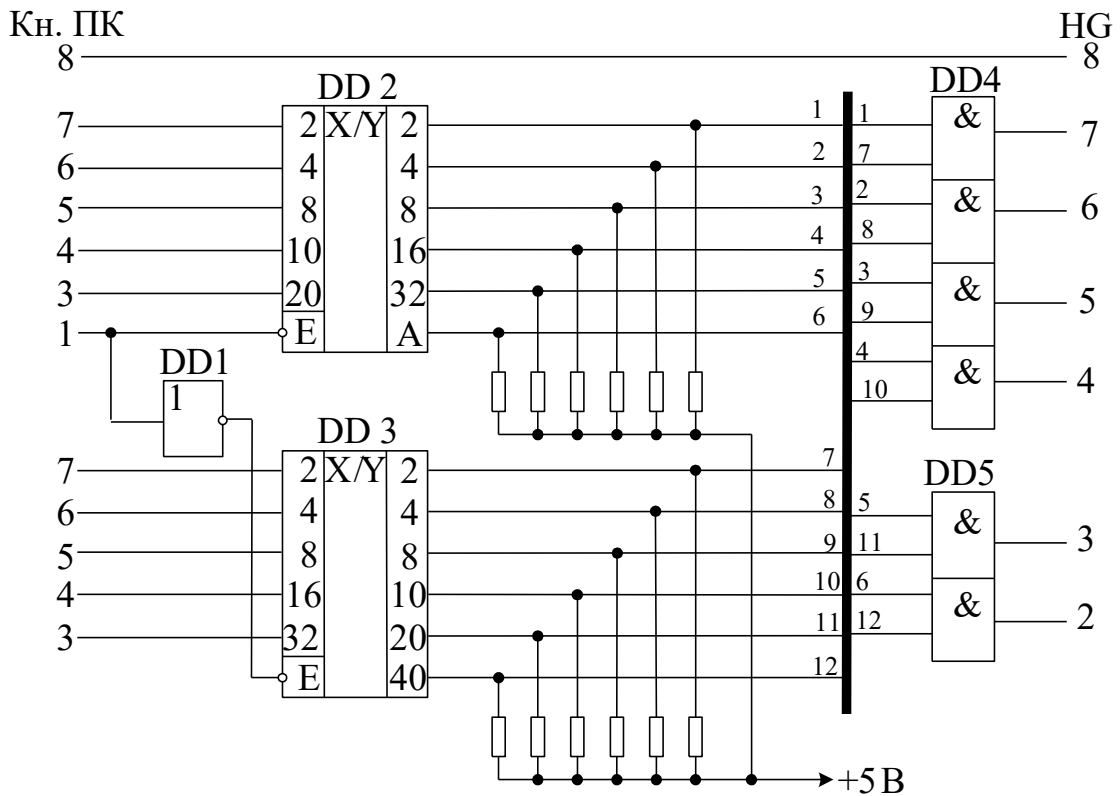 Кн. ПК HG
8 8
DD 2 DD4
7 2 X/Y 2 1 1 & 7
6 4 4 2 7
5 8 8 3 2 & 6
4 10 16 4 8
3 20 32 5 3 & 5
1 E A 6 9
DD1 4 & 4
1 10
DD 3
7 2 X/Y 2 7 DD5
6 4 4 8 5 &
5 8 8 9 11 3
4 16 10 10 6 &
3 32 20 11 12 2
E 40 12
+5 В